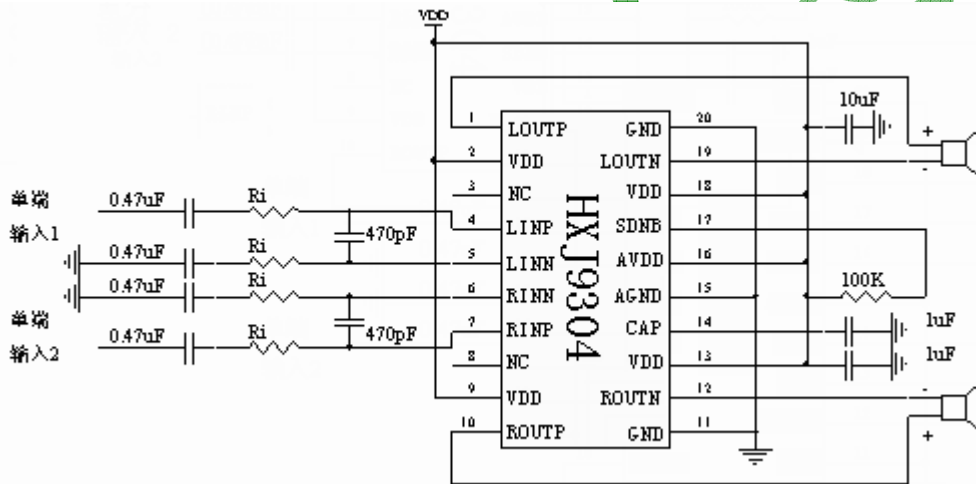 VDD
10uF
1 LOUTP GND 20
+
2 VDD LOUTN 19
-
3 NC VDD 18
单端 0.47uF Ri
输入1
4 LINP SDNB 17
470pF
0.47uF Ri 5 LINN AVDD 16
HXJ9304
0.47uF Ri 6 RINN AGND 15
100K
单端
输入2 0.47uF Ri 470pF
7 RINP CAP 14 1uF
8 NC VDD 13 1uF
9 VDD ROUTN 12
-
10 ROUTP GND 11
+